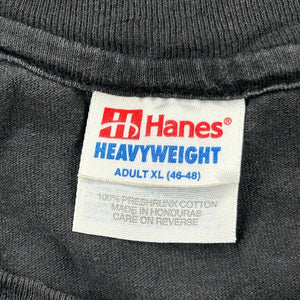 Hanes®
HEAVYWEIGHT
ADULT XL (46-48)
100% PRESHRUNK COTTON
MADE IN HONDURAS
CARE ON REVERSE